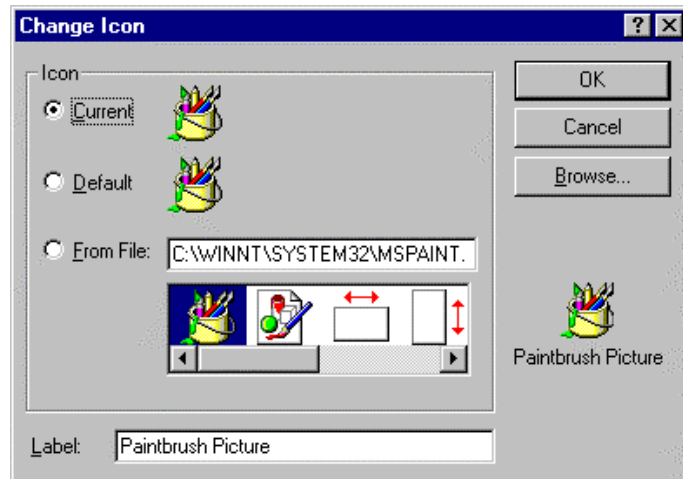 Change Icon
?
Icon
Current
Default
From File: C:\WINNT\SYSTEM32\MSPAINT.
OK
Cancel
Browse...
Paintbrush Picture
Label: Paintbrush Picture